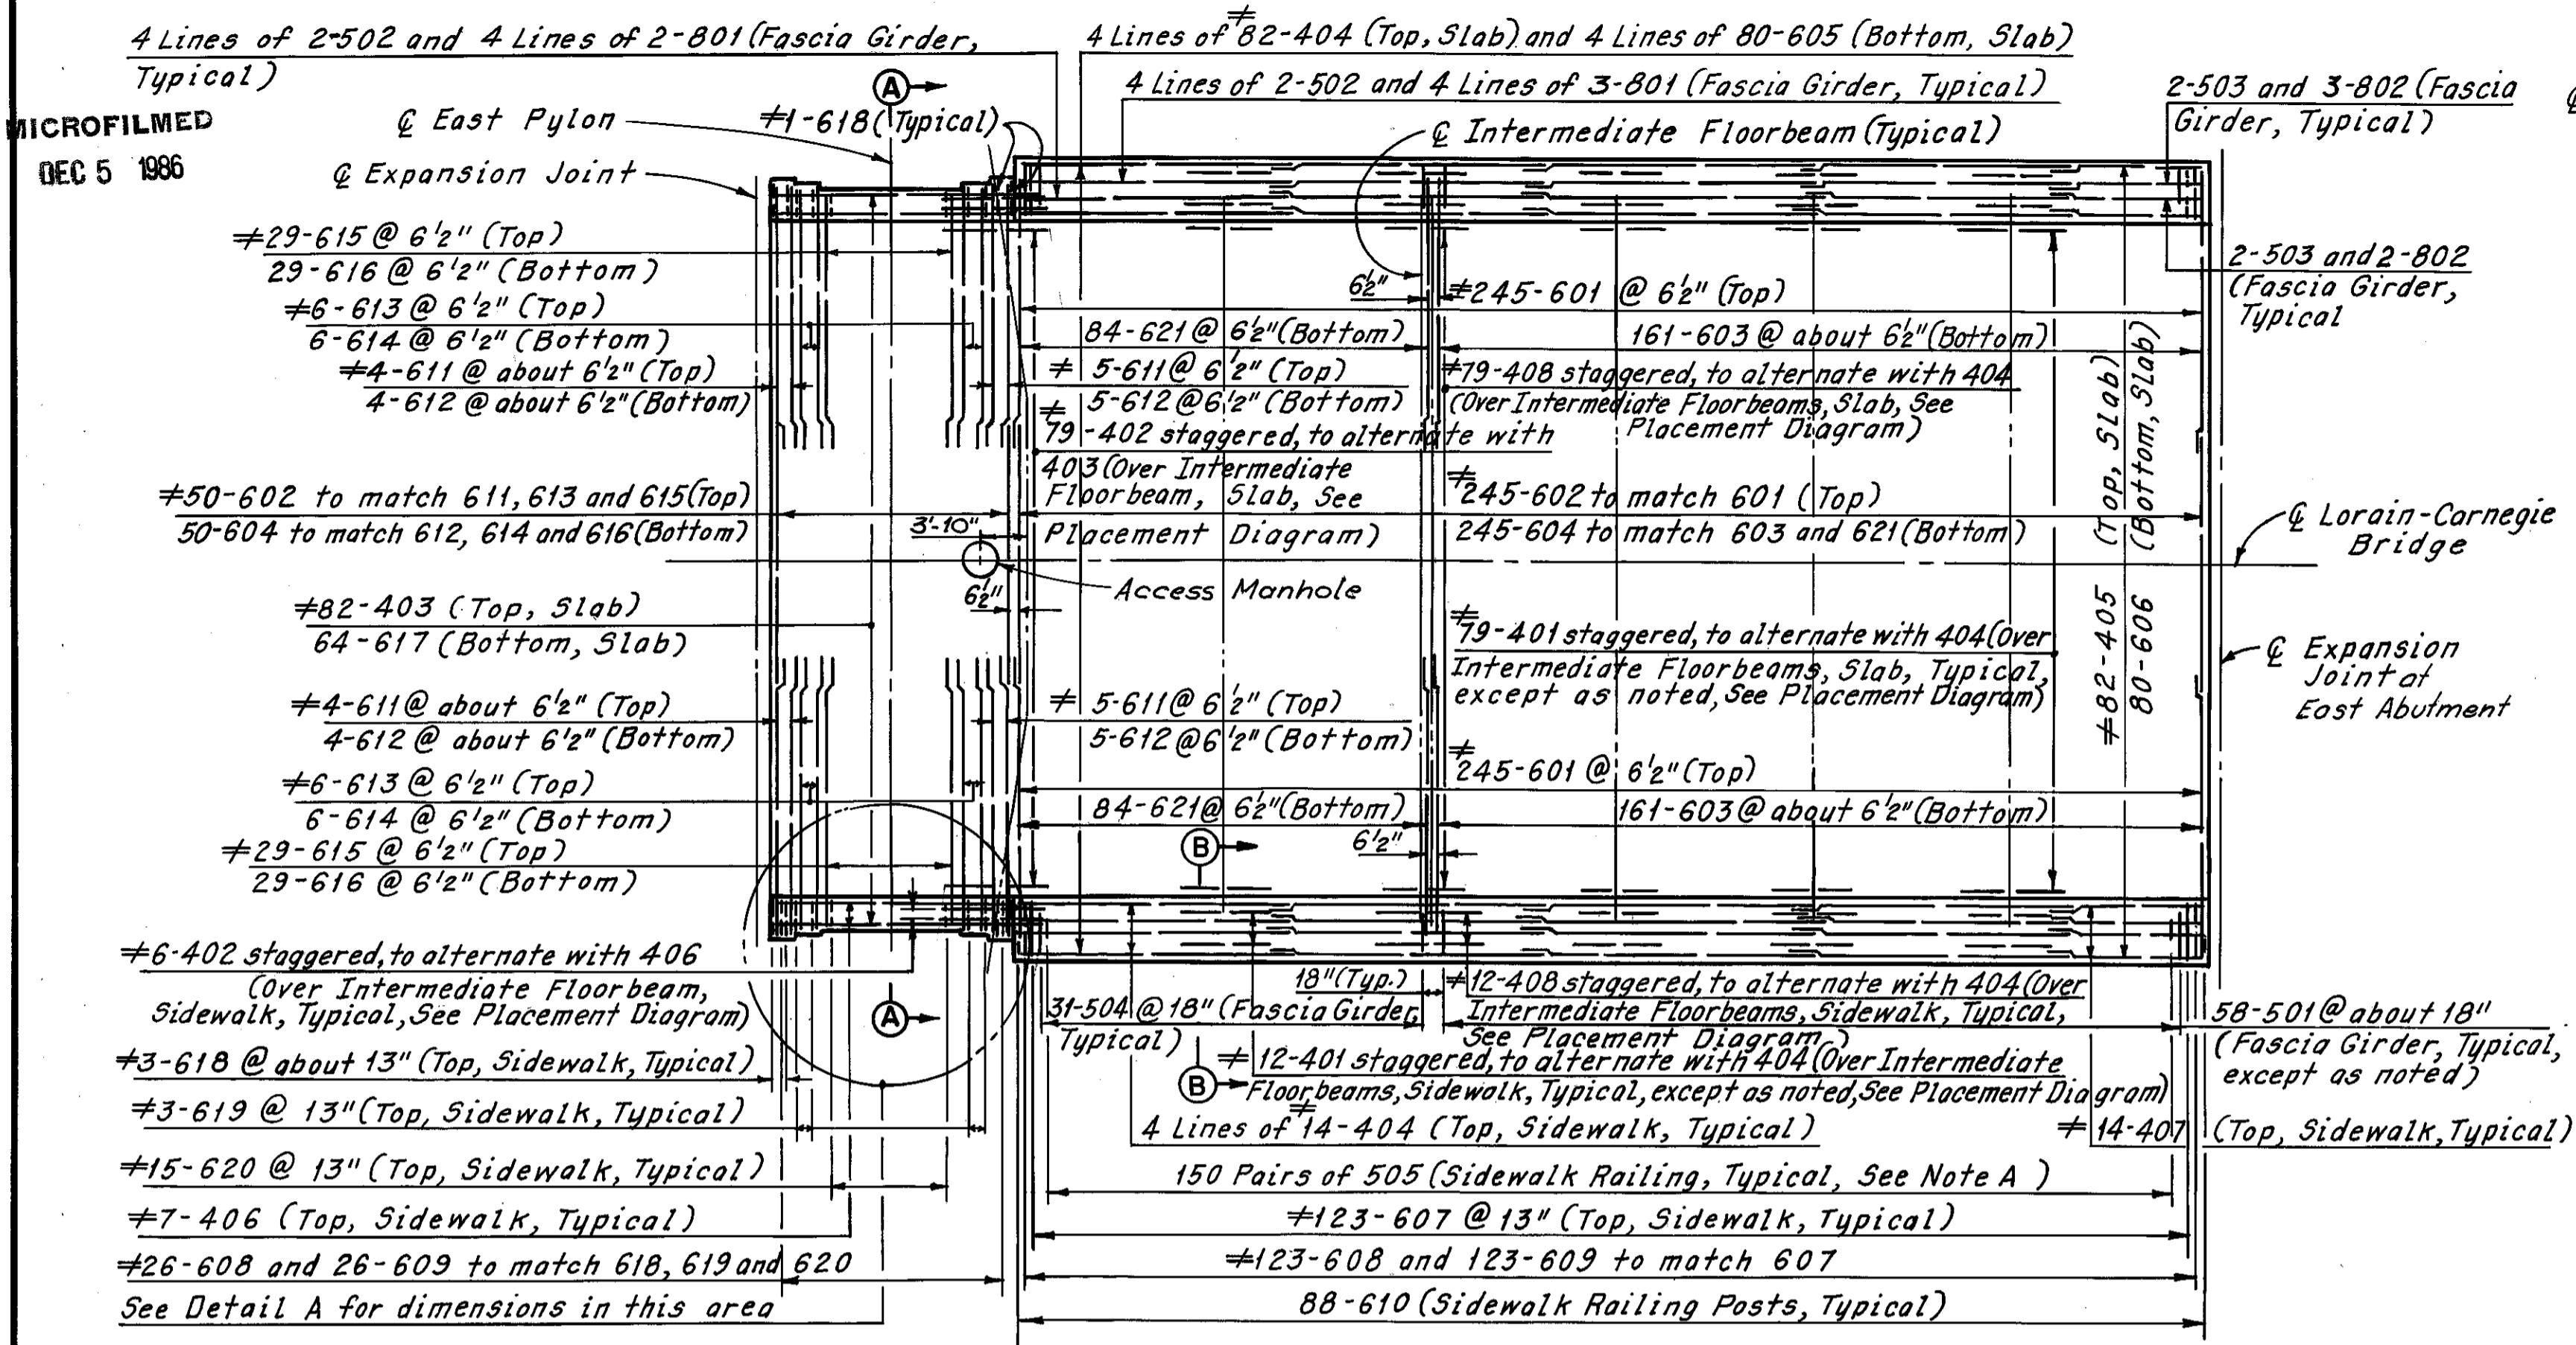 4 Lines of 2-502 and 4 Lines of 2-801 (Fascia Girder,
Typical)
4 Lines of ≠82-404 (Top, Slab) and 4 Lines of 80-605 (Bottom, Slab)
4 Lines of 2-502 and 4 Lines of 3-801 (Fascia Girder, Typical)
2-503 and 3-802 (Fascia
Girder, Typical)
MICROFILMED
DEC 5 1986
A
℄ East Pylon
≠1-618 (Typical)
℄ Intermediate Floorbeam (Typical)
℄
℄ Expansion Joint
≠29-615 @ 6½" (Top)
29-616 @ 6½" (Bottom)
≠6-613 @ 6½" (Top)
6-614 @ 6½" (Bottom)
≠4-611 @ about 6½" (Top)
4-612 @ about 6½" (Bottom)
2-503 and 2-802
(Fascia Girder,
Typical
6½"
≠245-601 @ 6½" (Top)
84-621 @ 6½" (Bottom)
161-603 @ about 6½" (Bottom)
≠ 5-611 @ 6½" (Top)
5-612 @ 6½" (Bottom)
≠79-408 staggered, to alternate with 404
(Over Intermediate Floorbeams, Slab, See
Placement Diagram)
≠
79-402 staggered, to alternate with
403 (Over Intermediate
Floorbeam, Slab, See
Placement Diagram)
≠50-602 to match 611, 613 and 615 (Top)
50-604 to match 612, 614 and 616 (Bottom)
3'-10"
≠245-602 to match 601 (Top)
245-604 to match 603 and 621 (Bottom)
℄ Lorain-Carnegie
Bridge
Access Manhole
6½"
≠82-403 (Top, Slab)
64-617 (Bottom, Slab)
≠79-401 staggered, to alternate with 404 (Over
Intermediate Floorbeams, Slab, Typical,
except as noted, See Placement Diagram)
≠82-405 (Top, Slab)
80-606 (Bottom, Slab)
℄ Expansion
Joint at
East Abutment
≠4-611 @ about 6½" (Top)
4-612 @ about 6½" (Bottom)
≠ 5-611 @ 6½" (Top)
5-612 @ 6½" (Bottom)
≠6-613 @ 6½" (Top)
6-614 @ 6½" (Bottom)
≠245-601 @ 6½" (Top)
84-621 @ 6½" (Bottom)
161-603 @ about 6½" (Bottom)
≠29-615 @ 6½" (Top)
29-616 @ 6½" (Bottom)
B
6½"
≠6-402 staggered, to alternate with 406
(Over Intermediate Floorbeam,
Sidewalk, Typical, See Placement Diagram)
A
18" (Typ.)
31-504 @ 18" (Fascia Girder,
Typical)
≠12-408 staggered, to alternate with 404 (Over
Intermediate Floorbeams, Sidewalk, Typical,
See Placement Diagram)
58-501 @ about 18"
(Fascia Girder, Typical,
except as noted)
≠3-618 @ about 13" (Top, Sidewalk, Typical)
B
≠12-401 staggered, to alternate with 404 (Over Intermediate
Floorbeams, Sidewalk, Typical, except as noted, See Placement Diagram)
≠3-619 @ 13" (Top, Sidewalk, Typical)
4 Lines of ≠14-404 (Top, Sidewalk, Typical)
≠14-407 (Top, Sidewalk, Typical)
≠15-620 @ 13" (Top, Sidewalk, Typical)
150 Pairs of 505 (Sidewalk Railing, Typical, See Note A )
≠7-406 (Top, Sidewalk, Typical)
≠123-607 @ 13" (Top, Sidewalk, Typical)
≠26-608 and 26-609 to match 618, 619 and 620
≠123-608 and 123-609 to match 607
See Detail A for dimensions in this area
88-610 (Sidewalk Railing Posts, Typical)